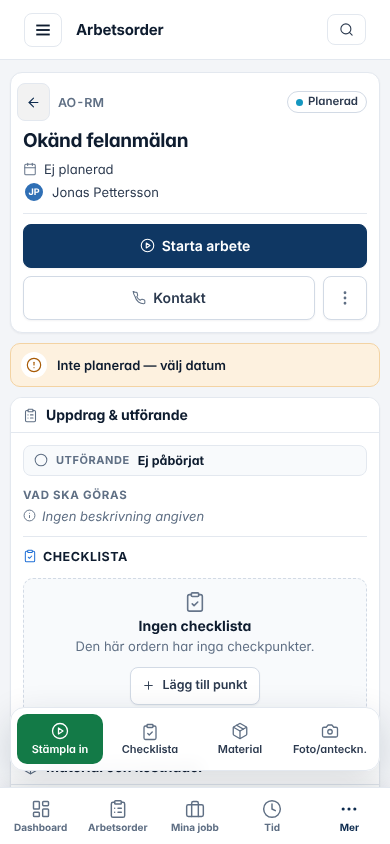 Arbetsorder
AO-RM
Planerad
Okänd felanmälan
Ej planerad
JP Jonas Pettersson
Starta arbete
Kontakt
Inte planerad — välj datum
Uppdrag & utförande
UTFÖRANDE Ej påbörjat
VAD SKA GÖRAS
Ingen beskrivning angiven
CHECKLISTA
Ingen checklista
Den här ordern har inga checkpunkter.
Lägg till punkt
Stämpla in Checklista Material Foto/anteckn.
Dashboard Arbetsorder Mina jobb Tid Mer